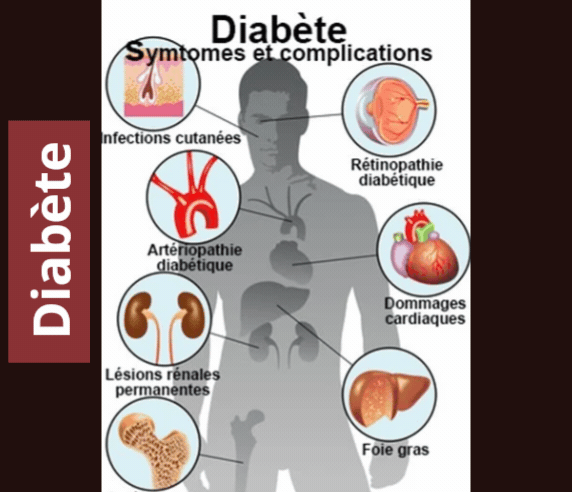 Diabète
Symtomes et complications
Infections cutanées
Rétinopathie
diabétique
Artériopathie
diabétique
Dommages
cardiaques
Lésions rénales
permanentes
Foie gras
Diabète